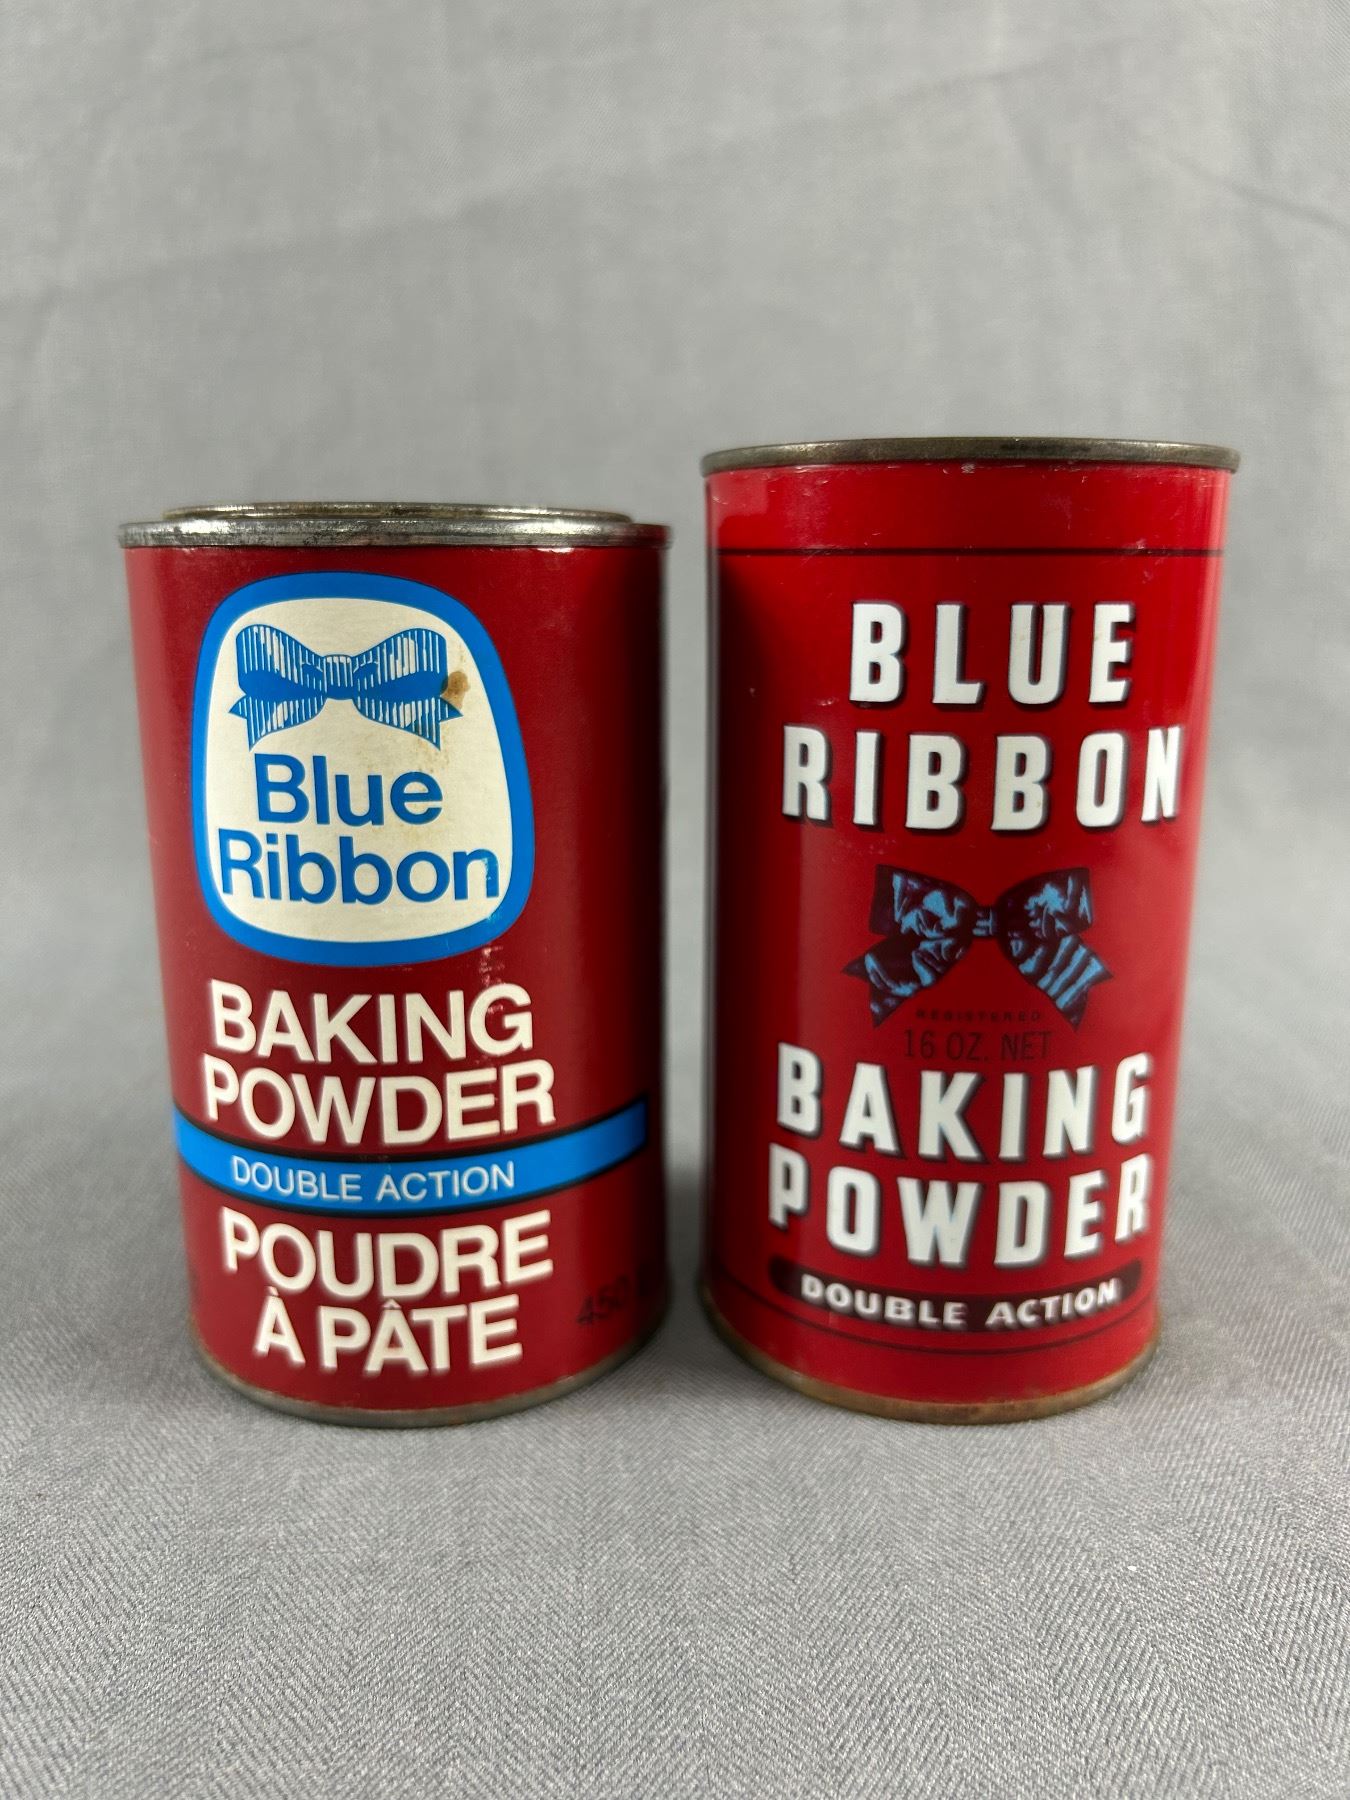 Blue
Ribbon
BAKING
POWDER
DOUBLE ACTION
POUDRE
À PÂTE
BLUE
RIBBON
REGISTERED
16 OZ. NET
BAKING
POWDER
DOUBLE ACTION